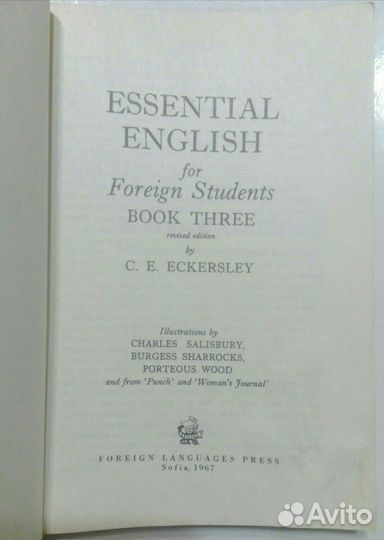 ESSENTIAL
ENGLISH
for
Foreign Students
BOOK THREE
revised edition
by
C. E. ECKERSLEY
Illustrations by
CHARLES SALISBURY,
BURGESS SHARROCKS,
PORTEOUS WOOD
and from 'Punch' and 'Woman's Journal'
FOREIGN LANGUAGES PRESS
Sofia, 1967
Avito